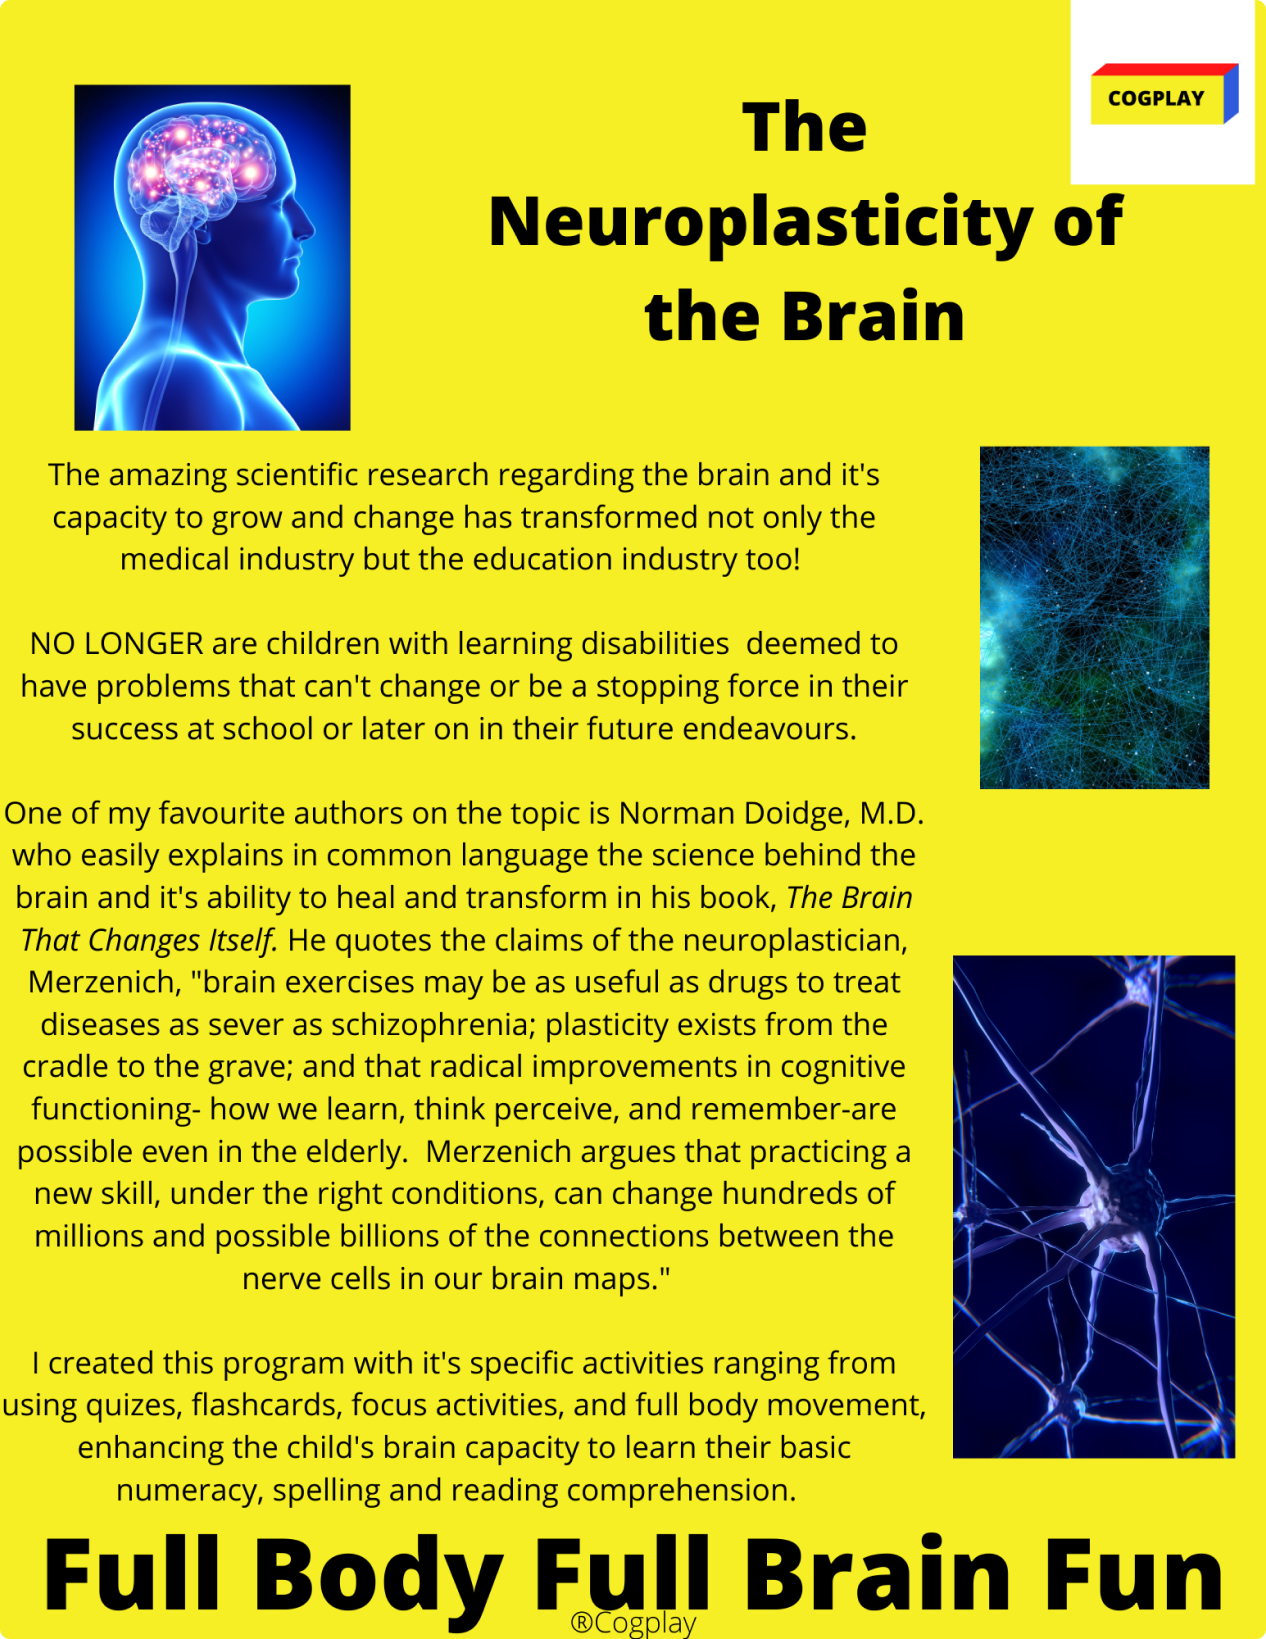 COGPLAY
The
Neuroplasticity of
the Brain
The amazing scientific research regarding the brain and it's
capacity to grow and change has transformed not only the
medical industry but the education industry too!
NO LONGER are children with learning disabilities  deemed to
have problems that can't change or be a stopping force in their
success at school or later on in their future endeavours.
One of my favourite authors on the topic is Norman Doidge, M.D.
who easily explains in common language the science behind the
brain and it's ability to heal and transform in his book, The Brain
That Changes Itself. He quotes the claims of the neuroplastician,
Merzenich, "brain exercises may be as useful as drugs to treat
diseases as sever as schizophrenia; plasticity exists from the
cradle to the grave; and that radical improvements in cognitive
functioning- how we learn, think perceive, and remember-are
possible even in the elderly.  Merzenich argues that practicing a
new skill, under the right conditions, can change hundreds of
millions and possible billions of the connections between the
nerve cells in our brain maps."
I created this program with it's specific activities ranging from
using quizes, flashcards, focus activities, and full body movement,
enhancing the child's brain capacity to learn their basic
numeracy, spelling and reading comprehension.
Full Body Full Brain Fun
®Cogplay